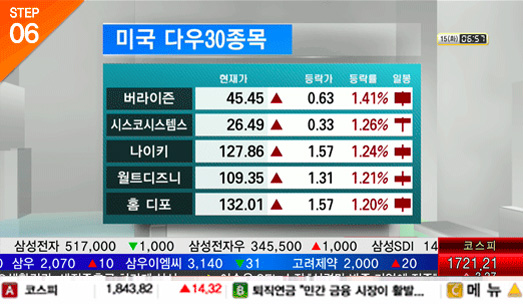 STEP
06
미국 다우30종목
15(화) 06:57
현재가 등락가 등락률 일봉
버라이즌 45.45 ▲ 0.63 1.41%
시스코시스템스 26.49 ▲ 0.33 1.26%
나이키 127.86 ▲ 1.57 1.24%
월트디즈니 109.35 ▲ 1.31 1.21%
홈 디포 132.01 ▲ 1.57 1.20%
삼성전자 517,000 ▼1,000 삼성전자우 345,500 ▲1,000 삼성SDI 14
코스피
삼우 2,070 ▲10 삼우이엠씨 3,140 ▼31 고려제약 2,000 ▲20
1721,21
A 1,843,82 ▲14,32 B 퇴직연금 "인간 금융 시장이 활발... C 메뉴